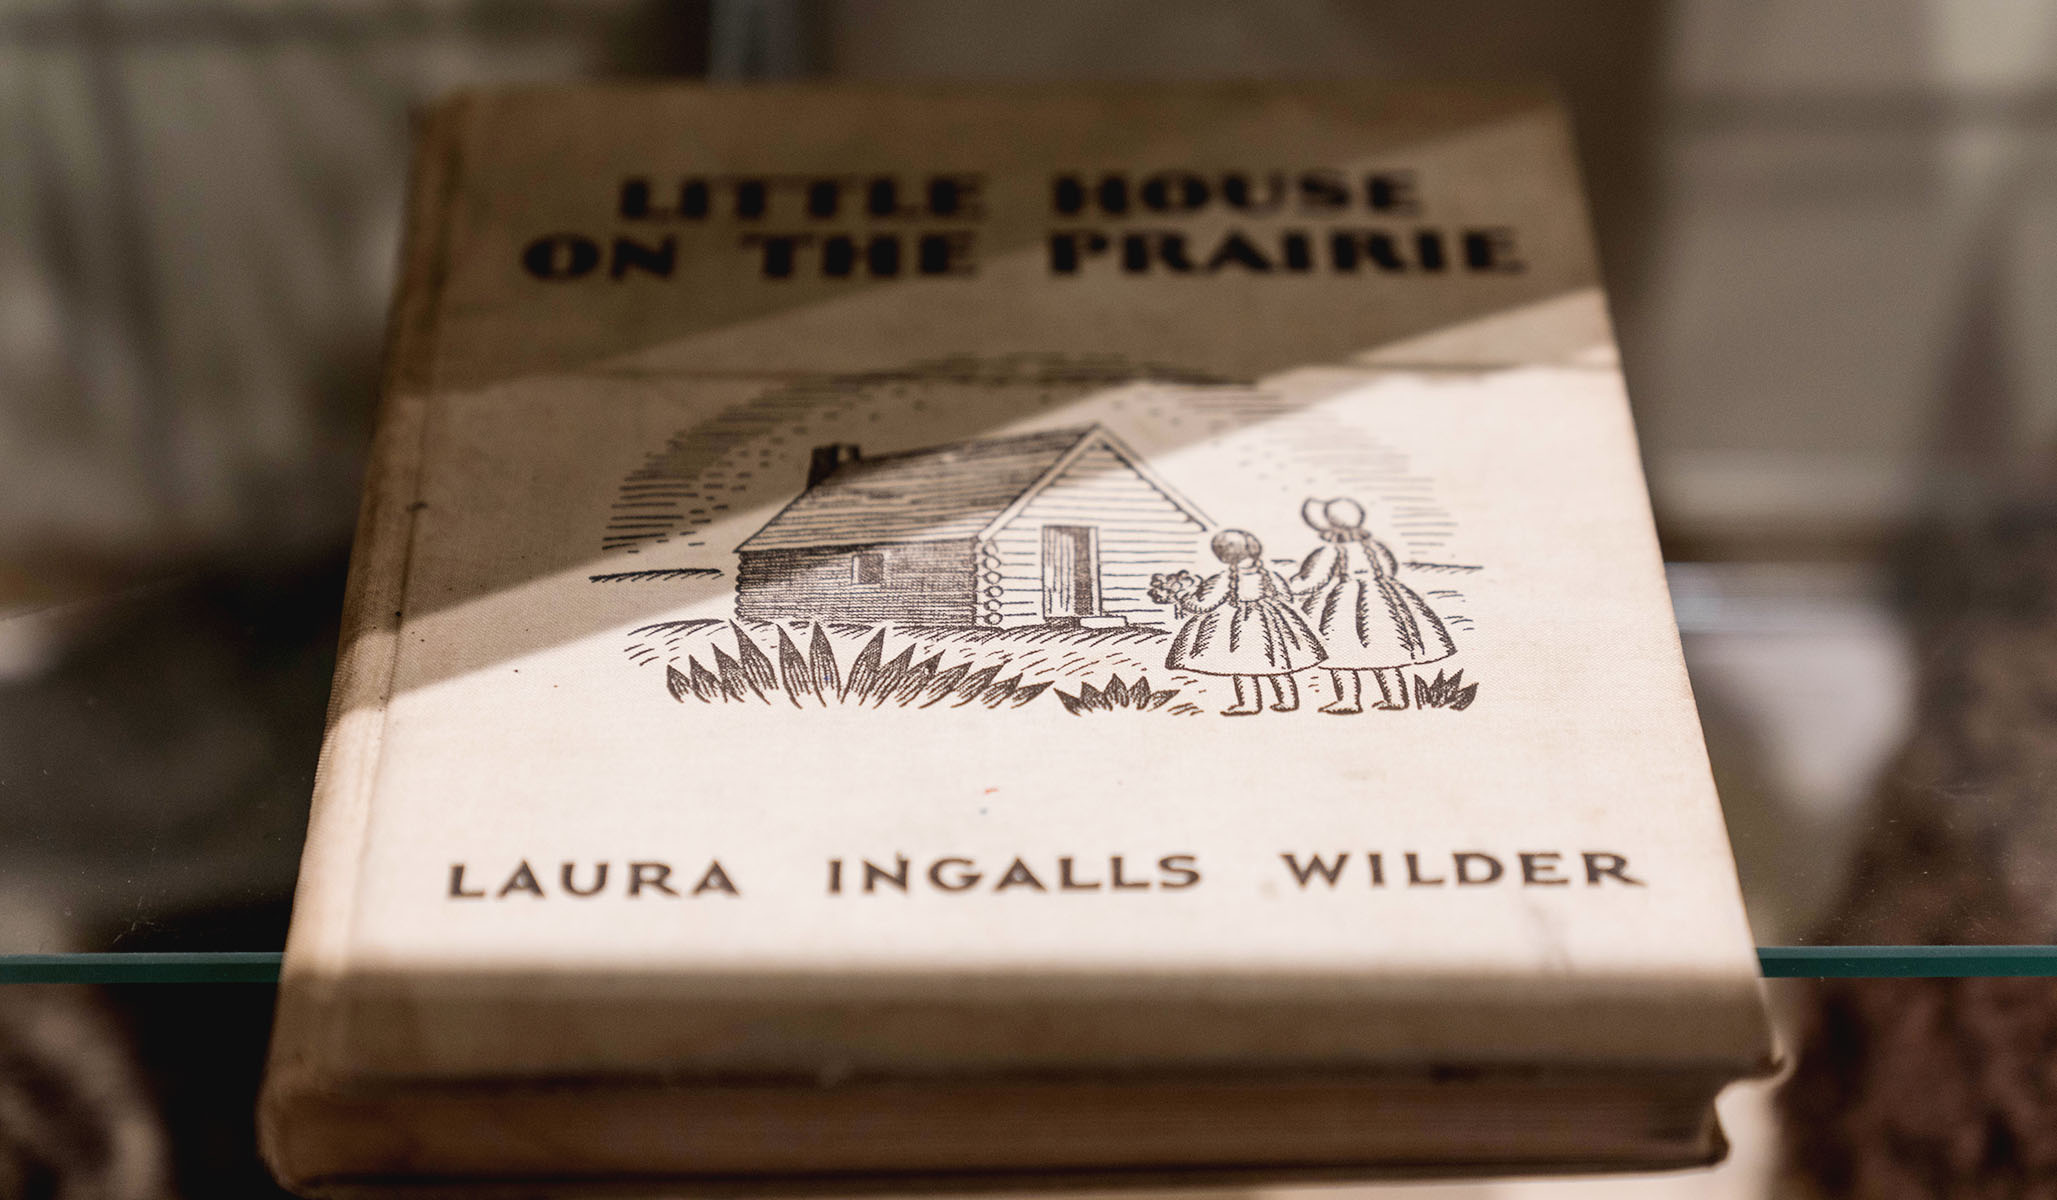 LITTLE HOUSE
ON THE PRAIRIE
LAURA INGALLS WILDER